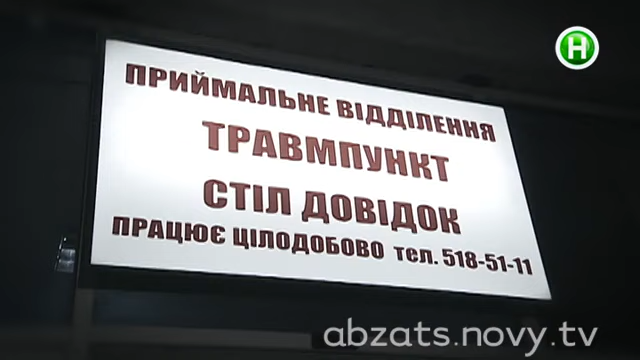 Н
ПРИЙМАЛЬНЕ ВІДДІЛЕННЯ
ТРАВМПУНКТ
СТІЛ ДОВІДОК
ПРАЦЮЄ ЦІЛОДОБОВО тел. 518-51-11
abzats.novy.tv